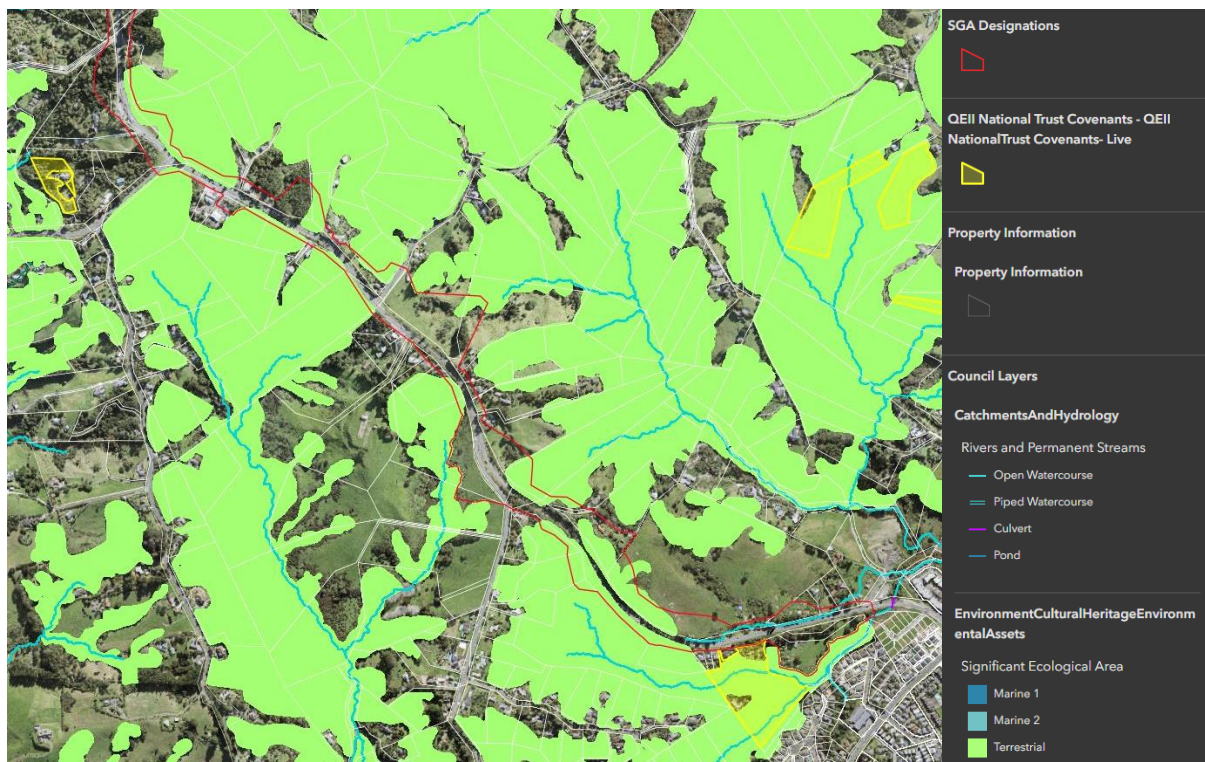 SGA Designations
QEII National Trust Covenants - QEII
NationalTrust Covenants- Live
Property Information
Property Information
Council Layers
CatchmentsAndHydrology
Rivers and Permanent Streams
Open Watercourse
Piped Watercourse
Culvert
Pond
EnvironmentCulturalHeritageEnvironm
entalAssets
Significant Ecological Area
Marine 1
Marine 2
Terrestrial